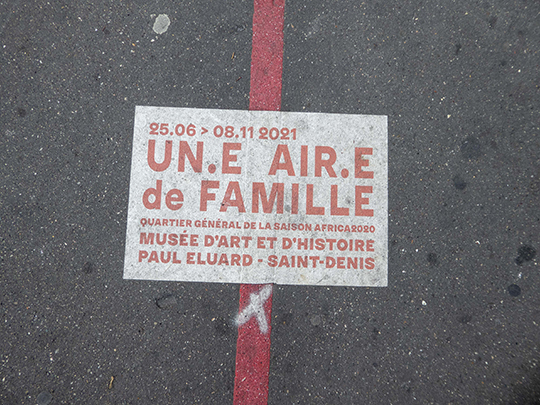 25.06 > 08.11 2021
UN.E AIR.E
de FAMILLE
QUARTIER GÉNÉRAL DE LA SAISON AFRICA2020
MUSÉE D'ART ET D'HISTOIRE
PAUL ELUARD - SAINT-DENIS